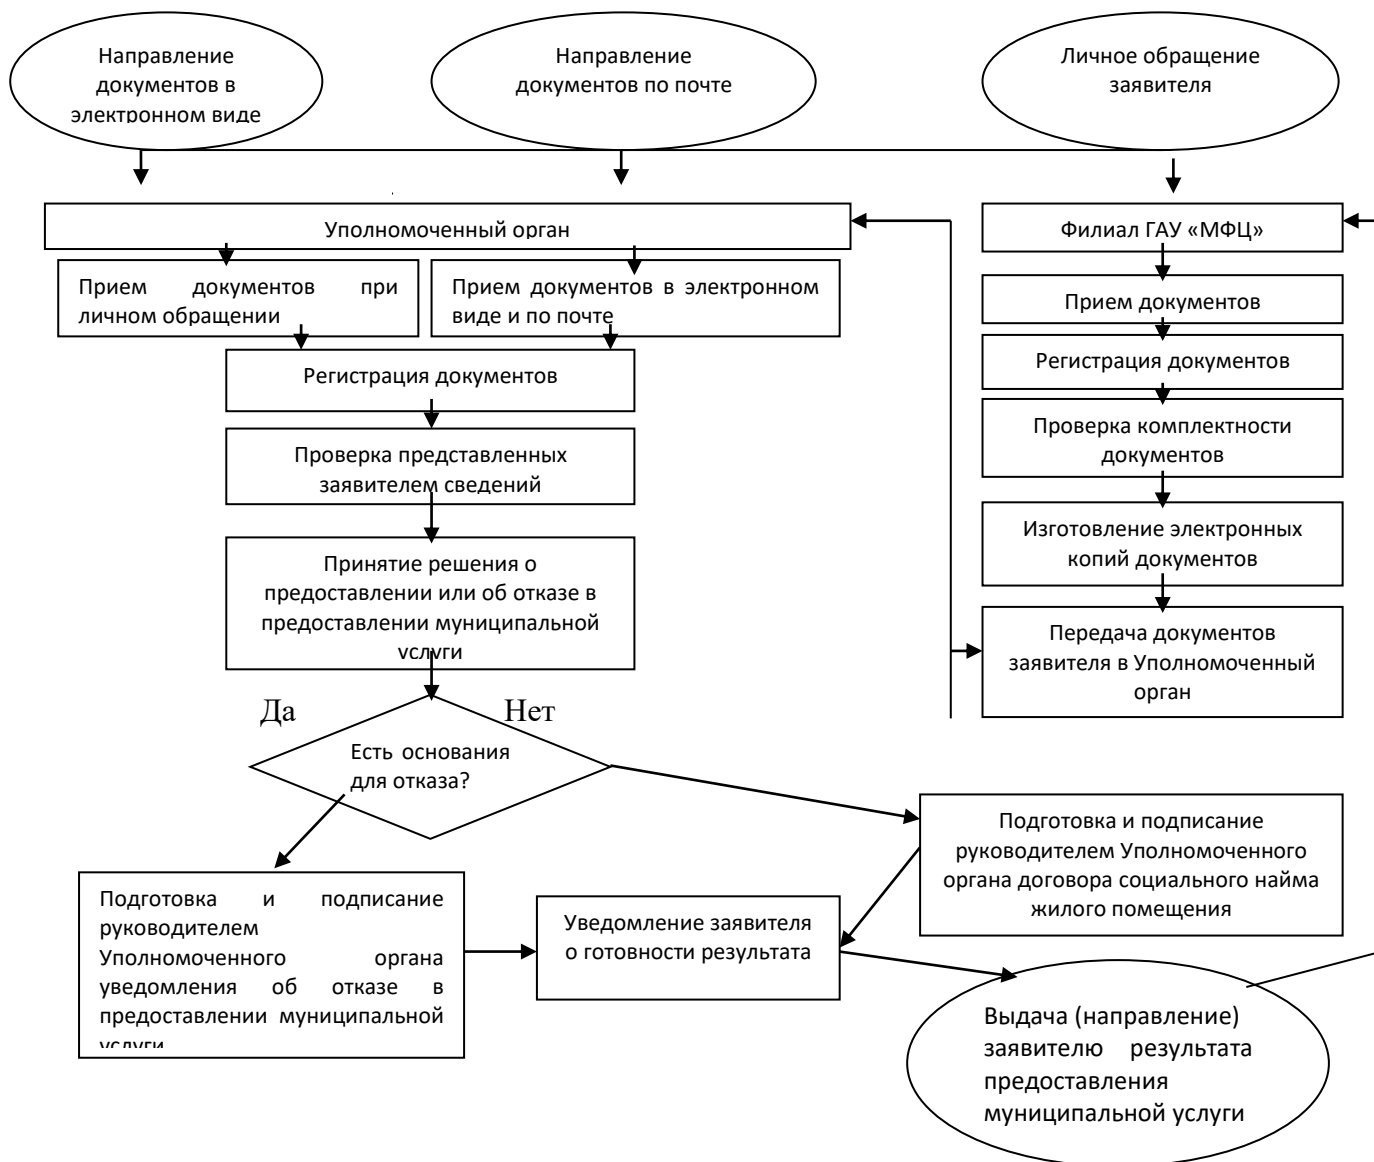 Направление
документов в
электронном виде
Направление
документов по почте
Личное обращение
заявителя
Уполномоченный орган
Филиал ГАУ «МФЦ»
Прием документов при
личном обращении
Прием документов в электронном
виде и по почте
Прием документов
Регистрация документов
Регистрация документов
Проверка комплектности
документов
Проверка представленных
заявителем сведений
Изготовление электронных
копий документов
Принятие решения о
предоставлении или об отказе в
предоставлении муниципальной
услуги
Передача документов
заявителя в Уполномоченный
орган
Да
Нет
Есть основания
для отказа?
Подготовка и подписание
руководителем Уполномоченного
органа договора социального найма
жилого помещения
Подготовка и подписание
руководителем
Уполномоченного органа
уведомления об отказе в
предоставлении муниципальной
услуги
Уведомление заявителя
о готовности результата
Выдача (направление)
заявителю результата
предоставления
муниципальной услуги